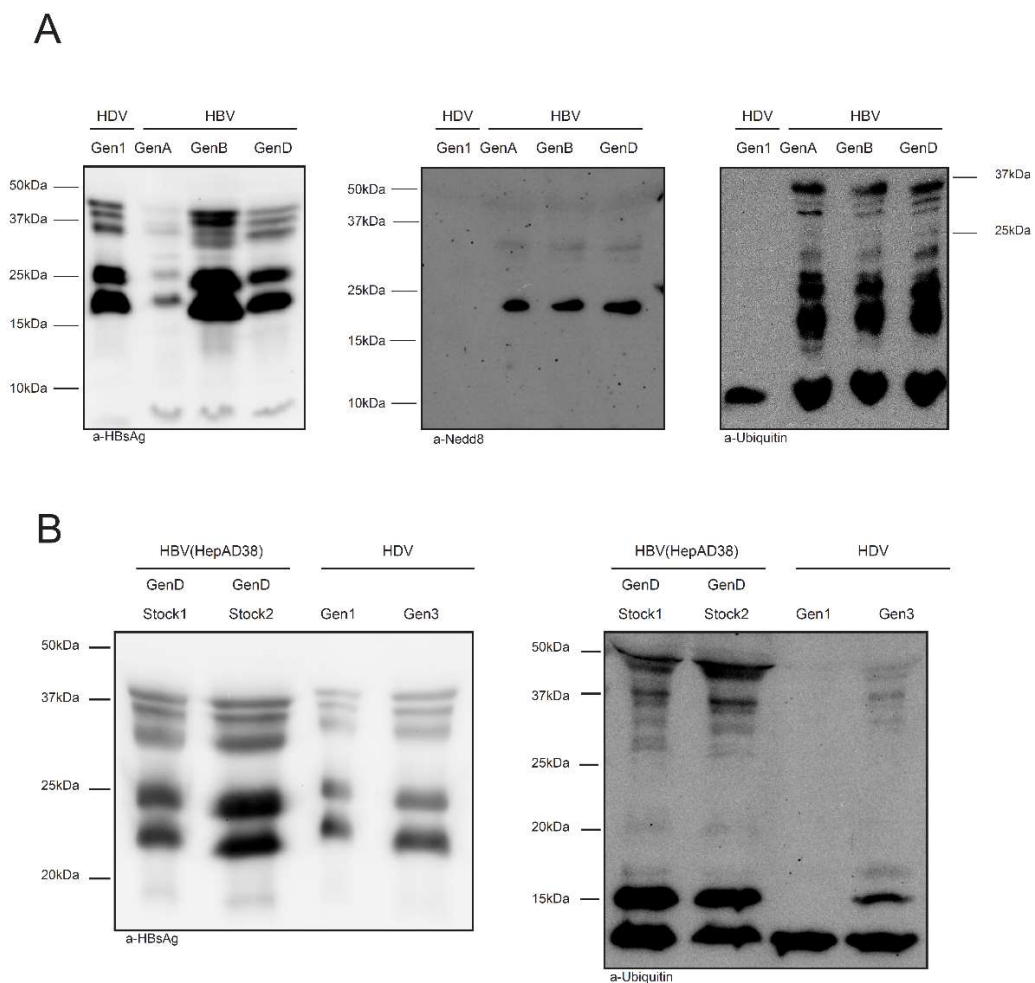 A
HDV HBV
Gen1 GenA GenB GenD
50kDa
37kDa
25kDa
15kDa
10kDa
a-HBsAg
HDV HBV
Gen1 GenA GenB GenD
50kDa
37kDa
25kDa
15kDa
10kDa
a-Nedd8
HDV HBV
Gen1 GenA GenB GenD
37kDa
25kDa
a-Ubiquitin
B
HBV(HepAD38) HDV
GenD GenD
Stock1 Stock2 Gen1 Gen3
50kDa
37kDa
25kDa
20kDa
a-HBsAg
HBV(HepAD38) HDV
GenD GenD
Stock1 Stock2 Gen1 Gen3
50kDa
37kDa
25kDa
20kDa
15kDa
a-Ubiquitin